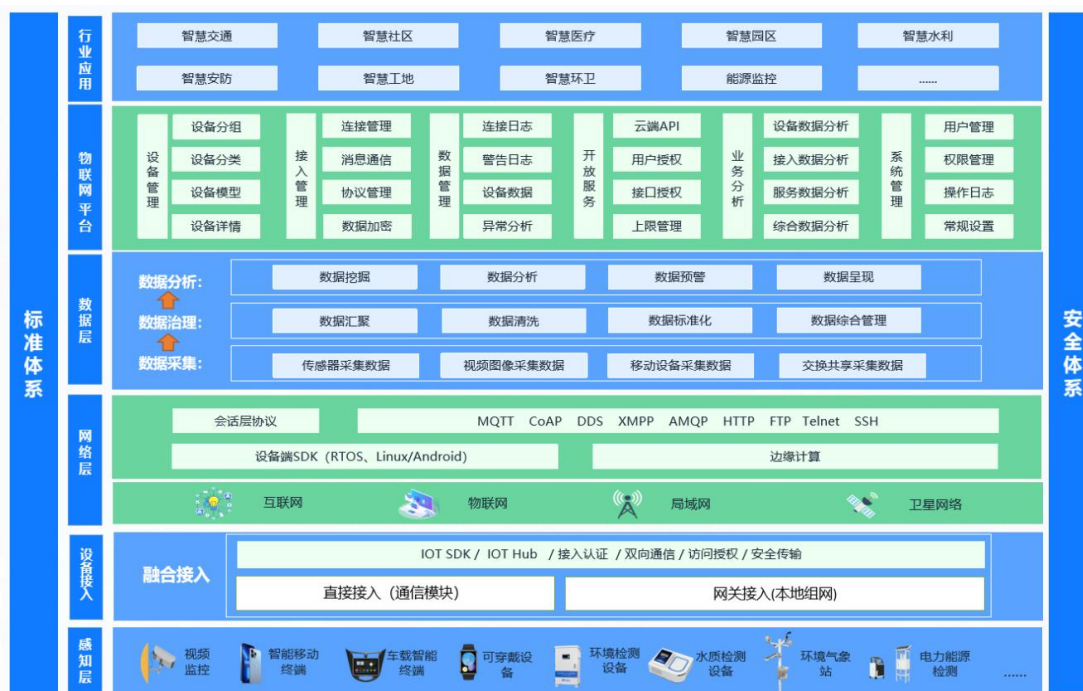 标准体系
安全体系
行业应用
智慧交通 智慧社区 智慧医疗 智慧园区 智慧水利
智慧安防 智慧工地 智慧环卫 能源监控 ......
物联网平台
设备管理
设备分组
设备分类
设备模型
设备详情
接入管理
连接管理
消息通信
协议管理
数据加密
数据管理
连接日志
警告日志
设备数据
异常分析
开放服务
云端API
用户授权
接口授权
上限管理
业务分析
设备数据分析
接入数据分析
服务数据分析
综合数据分析
系统管理
用户管理
权限管理
操作日志
常规设置
数据层
数据分析: 数据挖掘 数据分析 数据预警 数据呈现
数据治理: 数据汇聚 数据清洗 数据标准化 数据综合管理
数据采集: 传感器采集数据 视频图像采集数据 移动设备采集数据 交换共享采集数据
网络层
会话层协议 MQTT CoAP DDS XMPP AMQP HTTP FTP Telnet SSH
设备端SDK（RTOS、Linux/Android） 边缘计算
互联网 物联网 局域网 卫星网络
设备接入
融合接入
IOT SDK / IOT Hub / 接入认证 / 双向通信 / 访问授权 / 安全传输
直接接入（通信模块） 网关接入(本地组网)
感知层
视频
监控
智能移动
终端
车载智能
终端
可穿戴设
备
环境检测
设备
水质检测
设备
环境气象
站
电力能源
检测
......